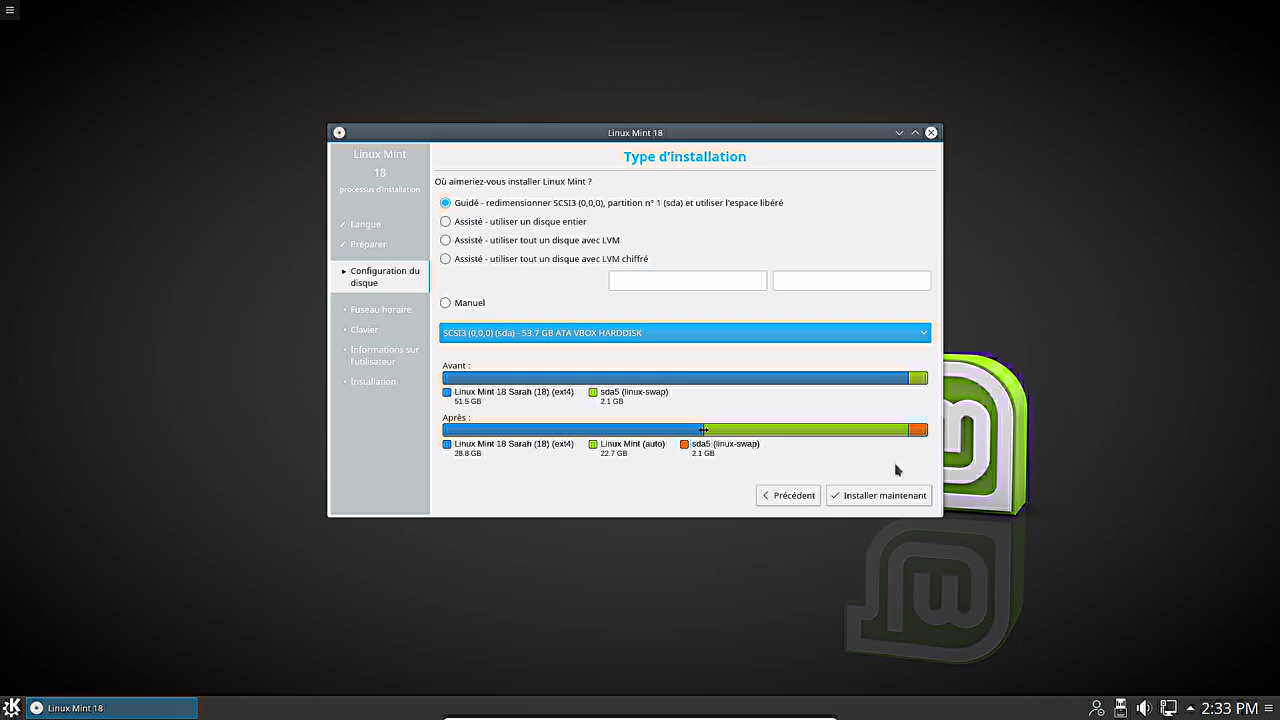 Linux Mint 18
Linux Mint
18
processus d'installation
✓ Langue
✓ Préparer
▸ Configuration du
disque
• Fuseau horaire
• Clavier
• Informations sur
l'utilisateur
• Installation
Type d'installation
Où aimeriez-vous installer Linux Mint ?
Guidé - redimensionner SCSI3 (0,0,0), partition n° 1 (sda) et utiliser l'espace libéré
Assisté - utiliser un disque entier
Assisté - utiliser tout un disque avec LVM
Assisté - utiliser tout un disque avec LVM chiffré
Manuel
SCSI3 (0,0,0) (sda) - 53.7 GB ATA VBOX HARDDISK
Avant :
Linux Mint 18 Sarah (18) (ext4) sda5 (linux-swap)
51.5 GB 2.1 GB
Après :
Linux Mint 18 Sarah (18) (ext4) Linux Mint (auto) sda5 (linux-swap)
28.8 GB 22.7 GB 2.1 GB
Précédent Installer maintenant
Linux Mint 18 2:33 PM